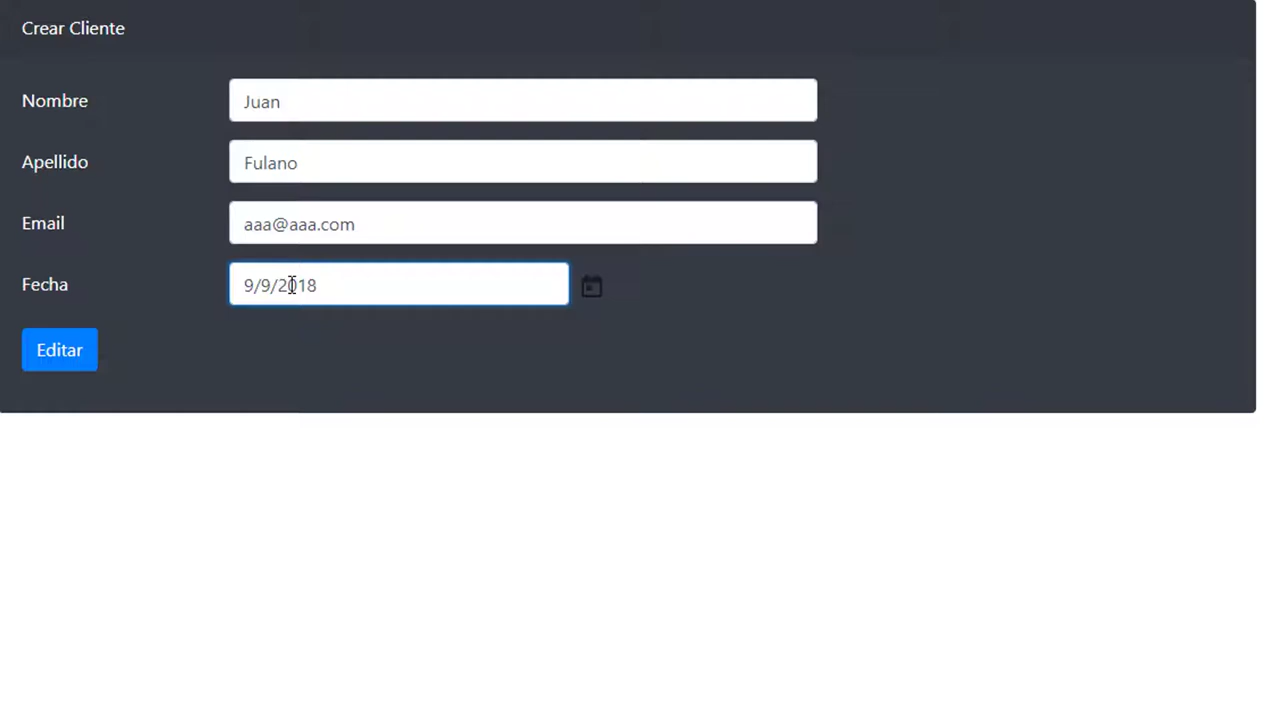 Crear Cliente
Nombre Juan
Apellido Fulano
Email aaa@aaa.com
Fecha 9/9/2018
Editar